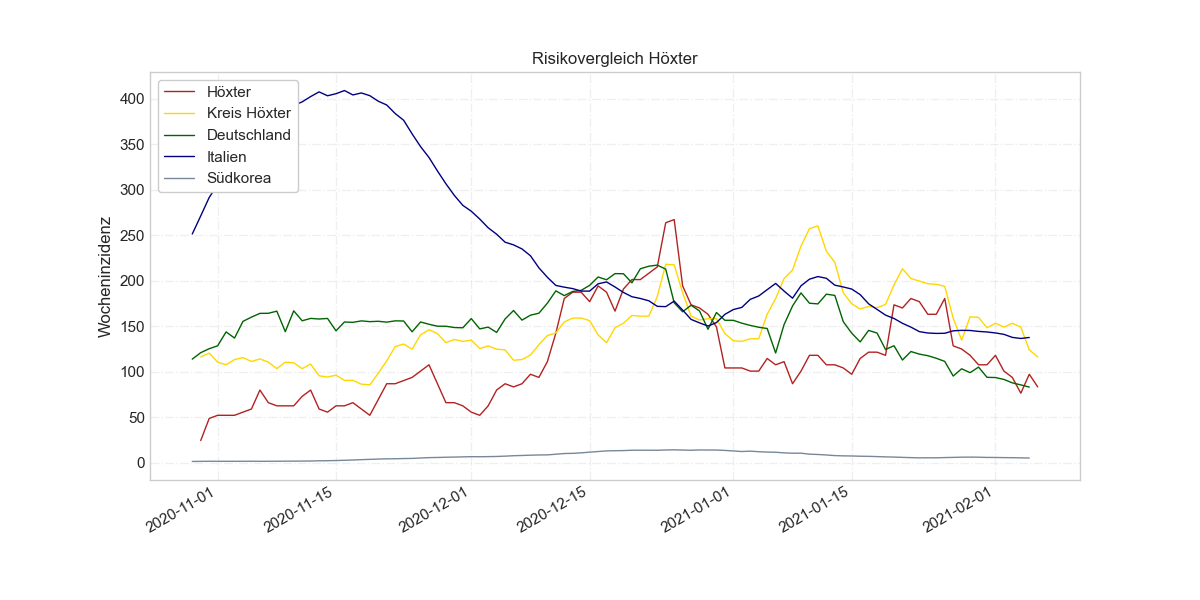 Risikovergleich Höxter
Höxter
Kreis Höxter
Deutschland
Italien
Südkorea
Wocheninzidenz
400
350
300
250
200
150
100
50
0
2020-11-01
2020-11-15
2020-12-01
2020-12-15
2021-01-01
2021-01-15
2021-02-01